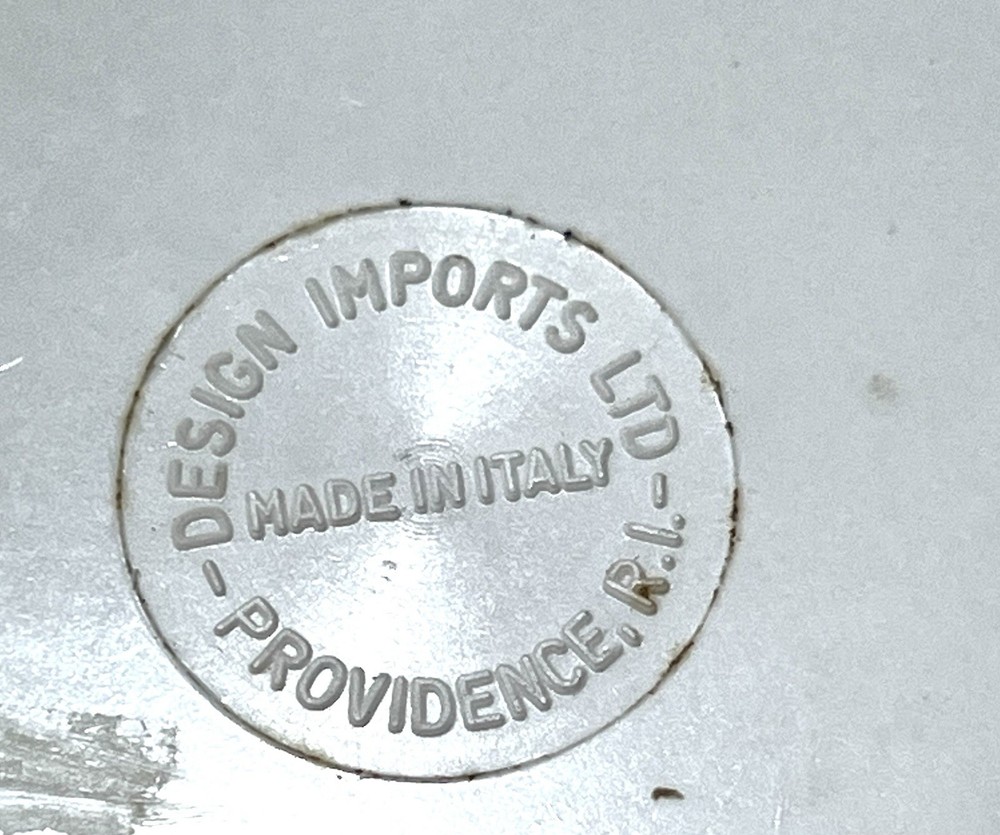 DESIGN IMPORTS LTD
MADE IN ITALY
PROVIDENCE, R.I.